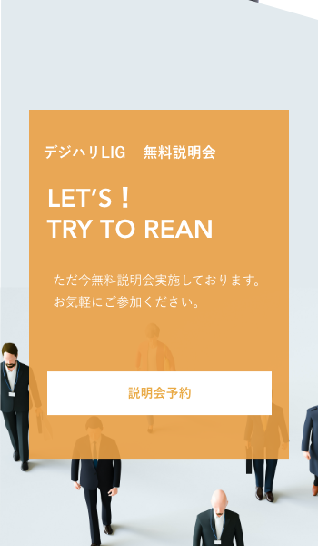 デジハリLIG　無料説明会
LET'S！
TRY TO REAN
ただ今無料説明会実施しております。
お気軽にご参加ください。
説明会予約